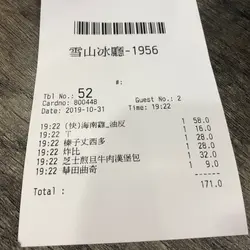 雪山冰廳-1956
#:
Tbl No.: 52
Cardno: 800448 Guest No.: 2
Date: 2019-10-31 Time: 19:22
19:22 (快)海南雞_油反 1 58.0
19:22 丅 1 16.0
19:22 榛子丈西多 1 28.0
19:22 炸比 1 28.0
19:22 芝士煎旦牛肉漢堡包 1 32.0
19:22 曲奇 1 9.0
Total : 171.0